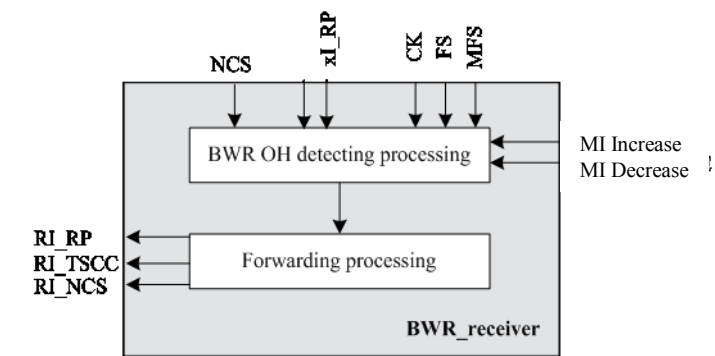 NCS
xI_RP
CK
FS
MFS
BWR OH detecting processing
MI Increase
MI Decrease
RI_RP
RI_TSCC
RI_NCS
Forwarding processing
BWR_receiver